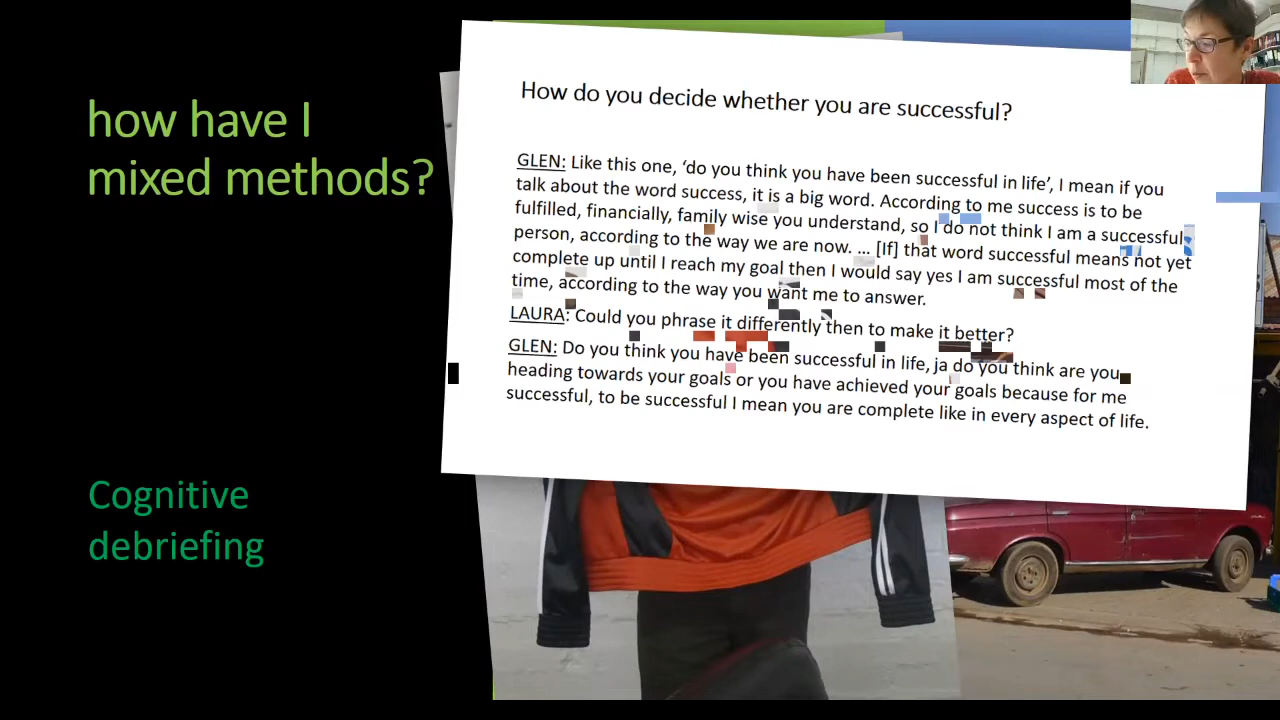 how have I
mixed methods?
Cognitive
debriefing
How do you decide whether you are successful?
GLEN: Like this one, ‘do you think you have been successful in life’, I mean if you
talk about the word success, it is a big word. According to me success is to be
fulfilled, financially, family wise you understand, so I do not think I am a successful
person, according to the way we are now. … [If] that word successful means not yet
complete up until I reach my goal then I would say yes I am successful most of the
time, according to the way you want me to answer.
LAURA: Could you phrase it differently then to make it better?
GLEN: Do you think you have been successful in life, ja do you think are you
heading towards your goals or you have achieved your goals because for me
successful, to be successful I mean you are complete like in every aspect of life.